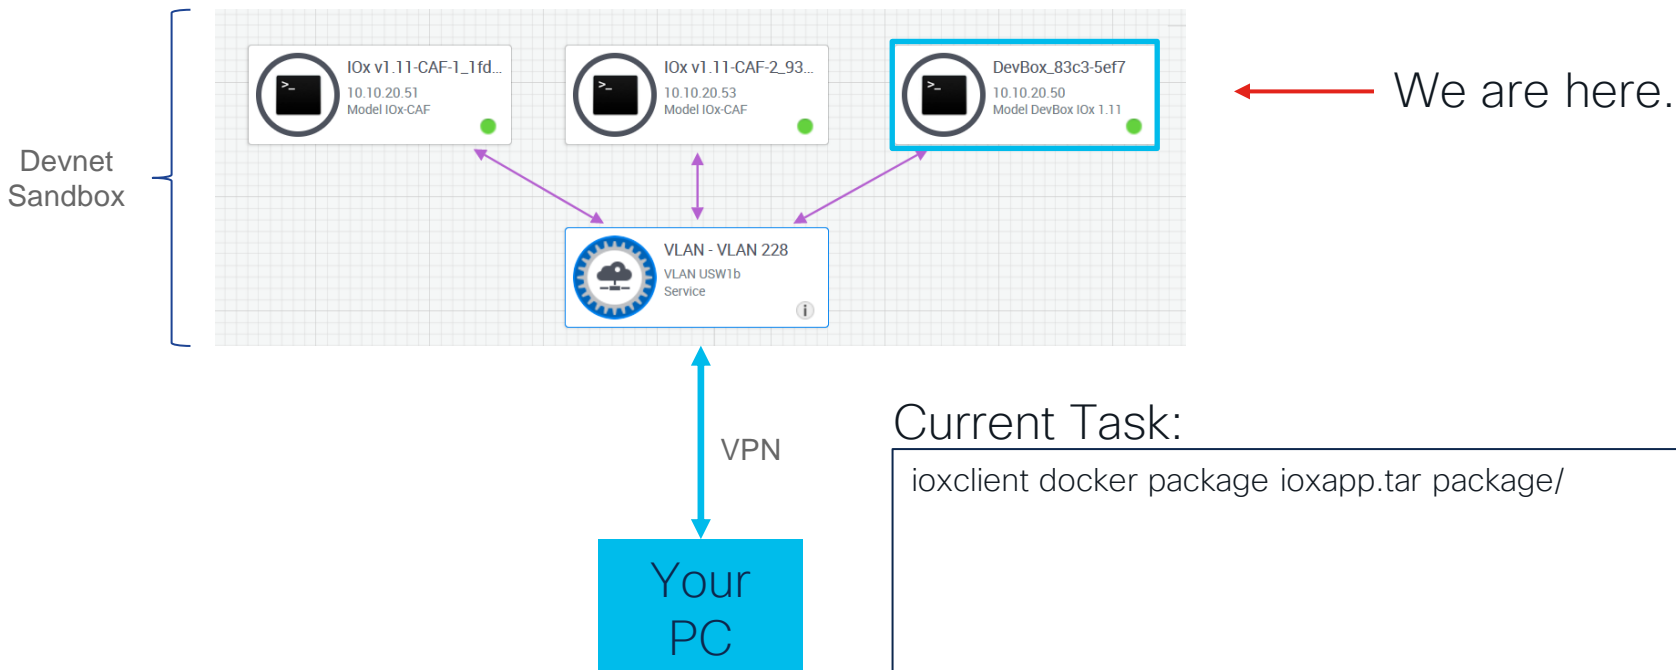 Devnet
Sandbox
IOx v1.11-CAF-1_1fd...
10.10.20.51
Model IOx-CAF
IOx v1.11-CAF-2_93...
10.10.20.53
Model IOx-CAF
DevBox_83c3-5ef7
10.10.20.50
Model DevBox IOx 1.11
We are here.
VLAN - VLAN 228
VLAN USW1b
Service
VPN
Your
PC
Current Task:
ioxclient docker package ioxapp.tar package/